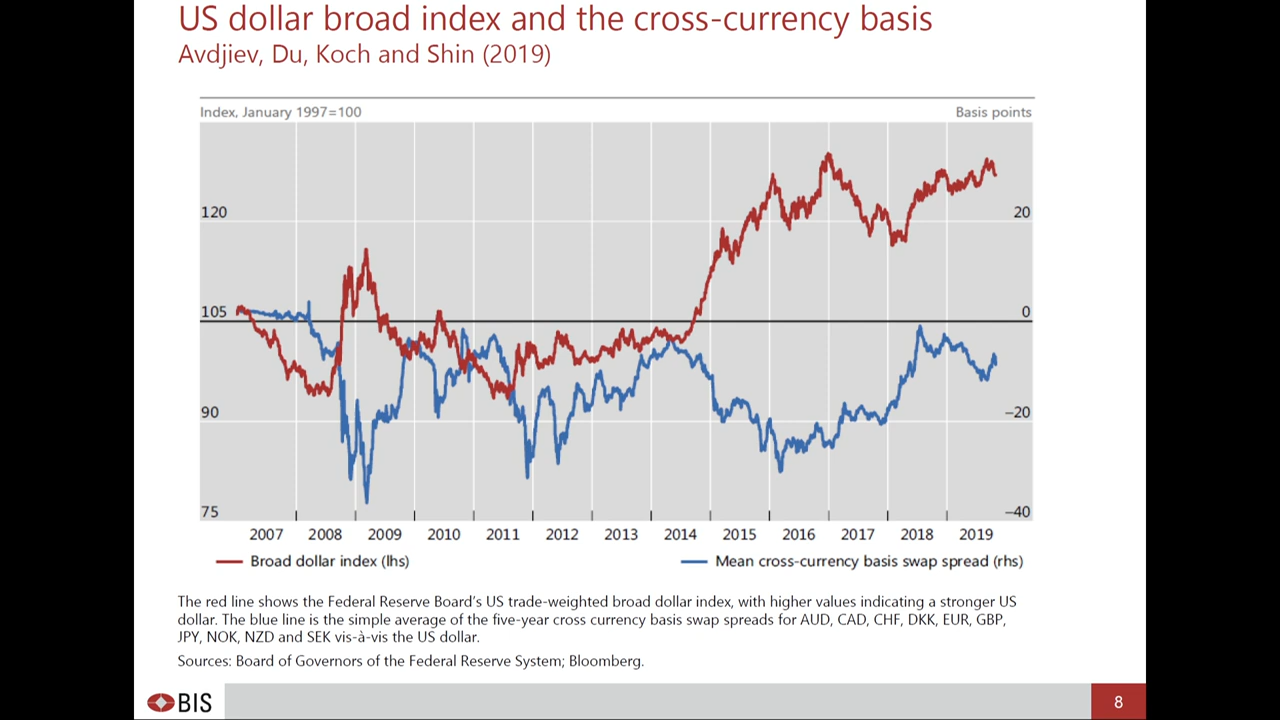 US dollar broad index and the cross-currency basis
Avdjiev, Du, Koch and Shin (2019)
Index, January 1997=100 Basis points
120 20
105 0
90 –20
75 –40
2007 2008 2009 2010 2011 2012 2013 2014 2015 2016 2017 2018 2019
Broad dollar index (lhs) Mean cross-currency basis swap spread (rhs)
The red line shows the Federal Reserve Board's US trade-weighted broad dollar index, with higher values indicating a stronger US
dollar. The blue line is the simple average of the five-year cross currency basis swap spreads for AUD, CAD, CHF, DKK, EUR, GBP,
JPY, NOK, NZD and SEK vis-à-vis the US dollar.
Sources: Board of Governors of the Federal Reserve System; Bloomberg.
BIS 8